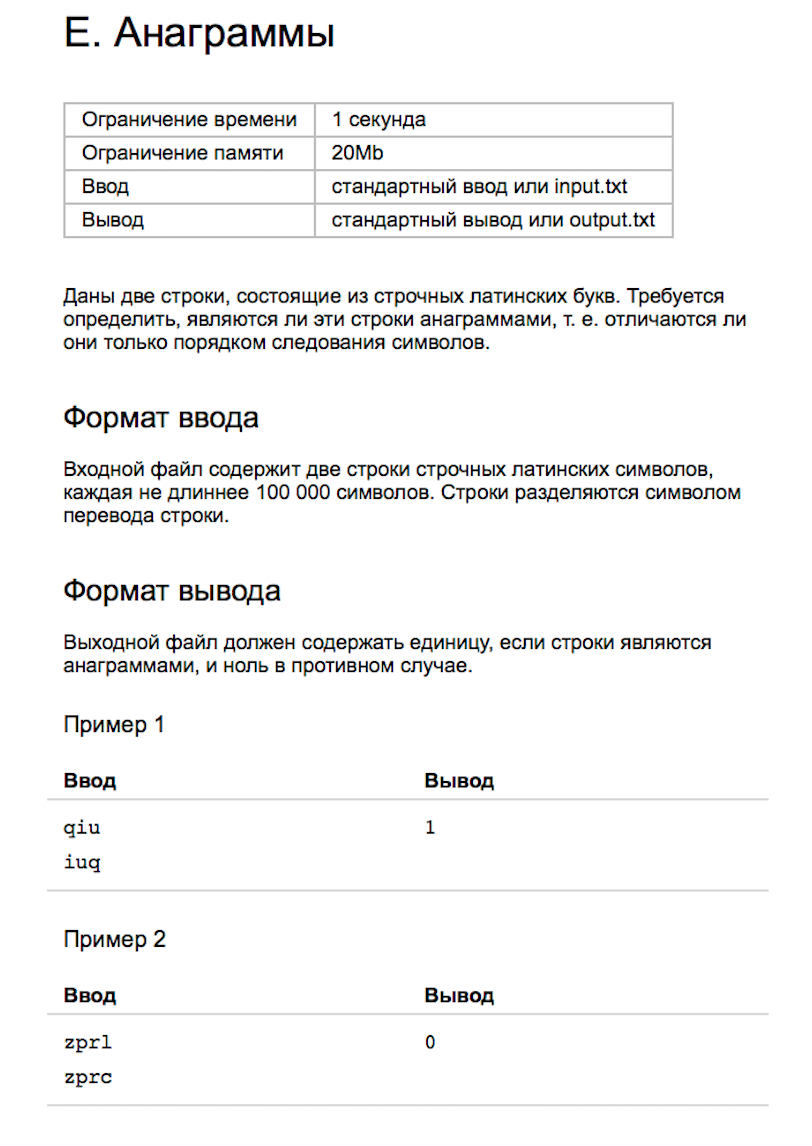 Е. Анаграммы
Ограничение времени 1 секунда
Ограничение памяти 20Mb
Ввод стандартный ввод или input.txt
Вывод стандартный вывод или output.txt
Даны две строки, состоящие из строчных латинских букв. Требуется
определить, являются ли эти строки анаграммами, т. е. отличаются ли
они только порядком следования символов.
Формат ввода
Входной файл содержит две строки строчных латинских символов,
каждая не длиннее 100 000 символов. Строки разделяются символом
перевода строки.
Формат вывода
Выходной файл должен содержать единицу, если строки являются
анаграммами, и ноль в противном случае.
Пример 1
Ввод Вывод
qiu 1
iuq
Пример 2
Ввод Вывод
zprl 0
zprc